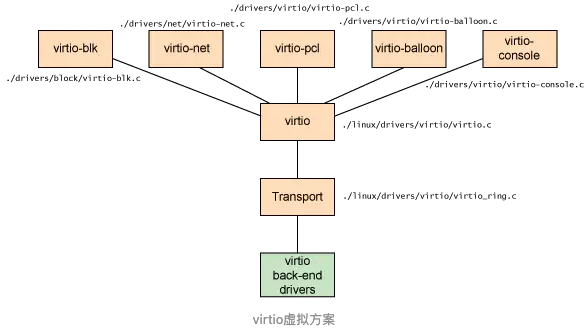 ./drivers/virtio/virtio-pcl.c
./drivers/net/virtio-net.c
./drivers/virtio/virtio-balloon.c
virtio-blk
virtio-net
virtio-pcl
virtio-balloon
virtio-
console
./drivers/block/virtio-blk.c
./drivers/virtio/virtio-console.c
virtio
./linux/drivers/virtio/virtio.c
Transport
./linux/drivers/virtio/virtio_ring.c
virtio
back-end
drivers
virtio虚拟方案